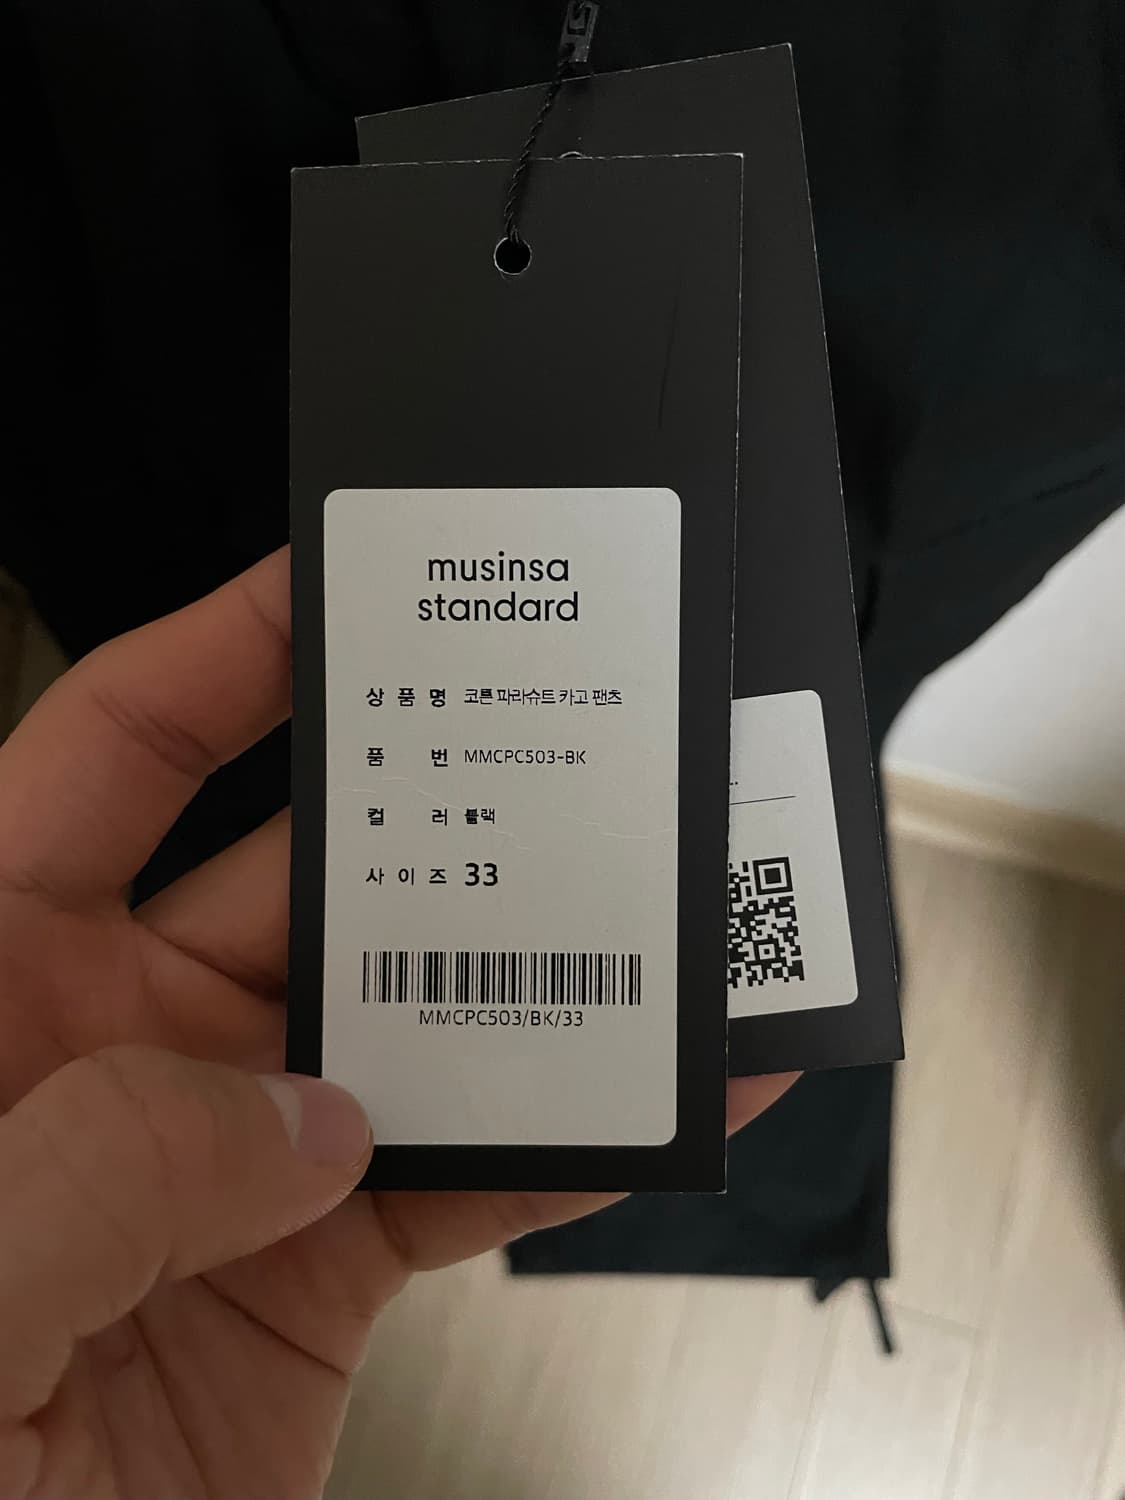 musinsa
standard
상 품 명 코튼 파라슈트 카고 팬츠
품 번 MMCPC503-BK
컬 러 블랙
사 이 즈 33
MMCPC503/BK/33